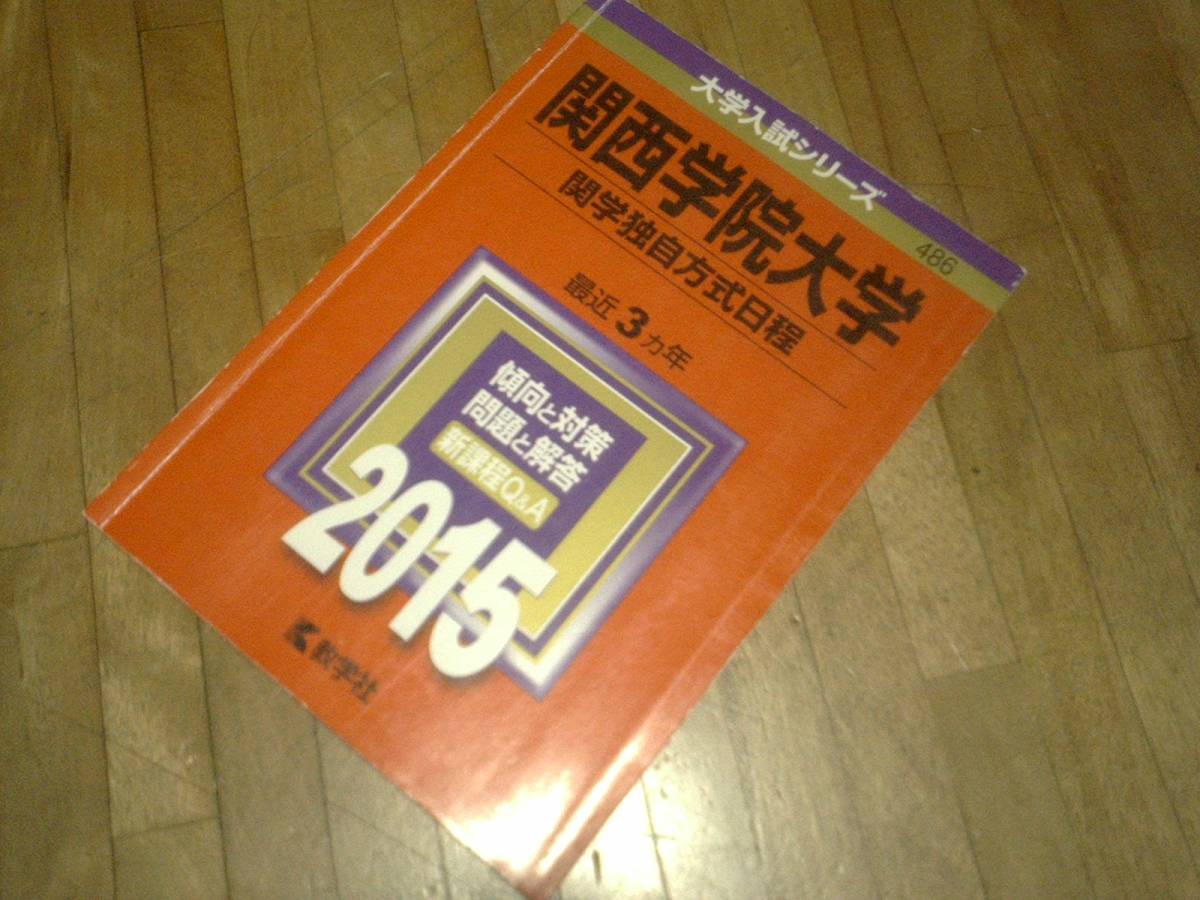 大学入試シリーズ
486
関西学院大学
関学独自方式日程
最近3カ年
傾向と対策
問題と解答
新課程Q&A
2015
教学社